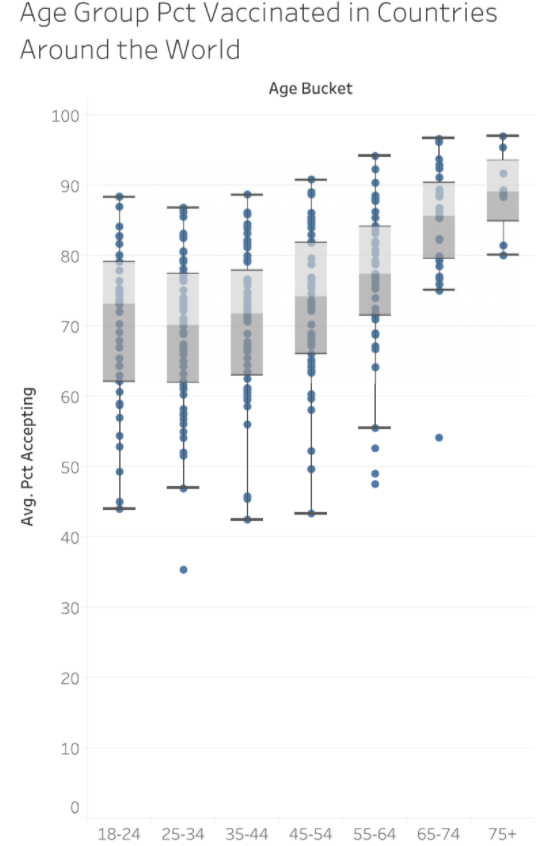 Age Group Pct Vaccinated in Countries
Around the World
Age Bucket
Avg. Pct Accepting
100
90
80
70
60
50
40
30
20
10
0
18-24 25-34 35-44 45-54 55-64 65-74 75+